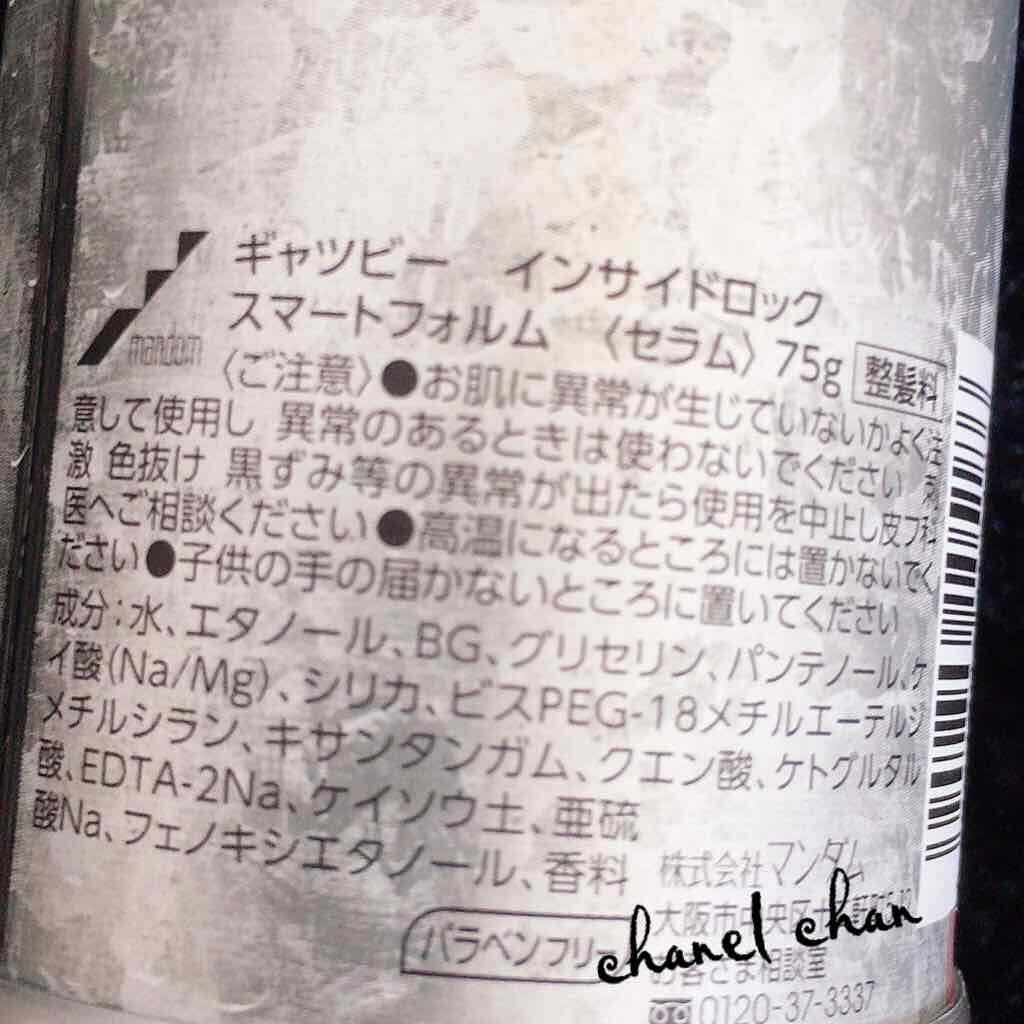 mandom
ギャツビー インサイドロック
スマートフォルム 〈セラム〉 75g 整髪料
〈ご注意〉●お肌に異常が生じていないかよく注
意して使用し 異常のあるときは使わないでください 刺
激 色抜け 黒ずみ等の異常が出たら使用を中止し皮フ科
医へご相談ください●高温になるところには置かないでく
ださい●子供の手の届かないところに置いてください
成分:水、エタノール、BG、グリセリン、パンテノール、ケ
イ酸(Na/Mg)、シリカ、ビスPEG-18メチルエーテルジ
メチルシラン、キサンタンガム、クエン酸、ケトグルタル
酸、EDTA-2Na、ケイソウ土、亜硫
酸Na、フェノキシエタノール、香料
株式会社マンダム
大阪市中央区
パラベンフリー
chanel chan
お客さま相談室
0120-37-3337